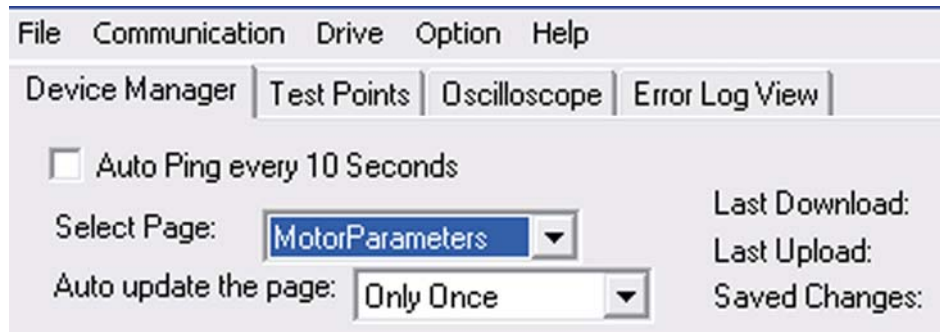 File Communication Drive Option Help
Device Manager Test Points Oscilloscope Error Log View
Auto Ping every 10 Seconds
Select Page: MotorParameters
Last Download:
Last Upload:
Auto update the page: Only Once
Saved Changes: